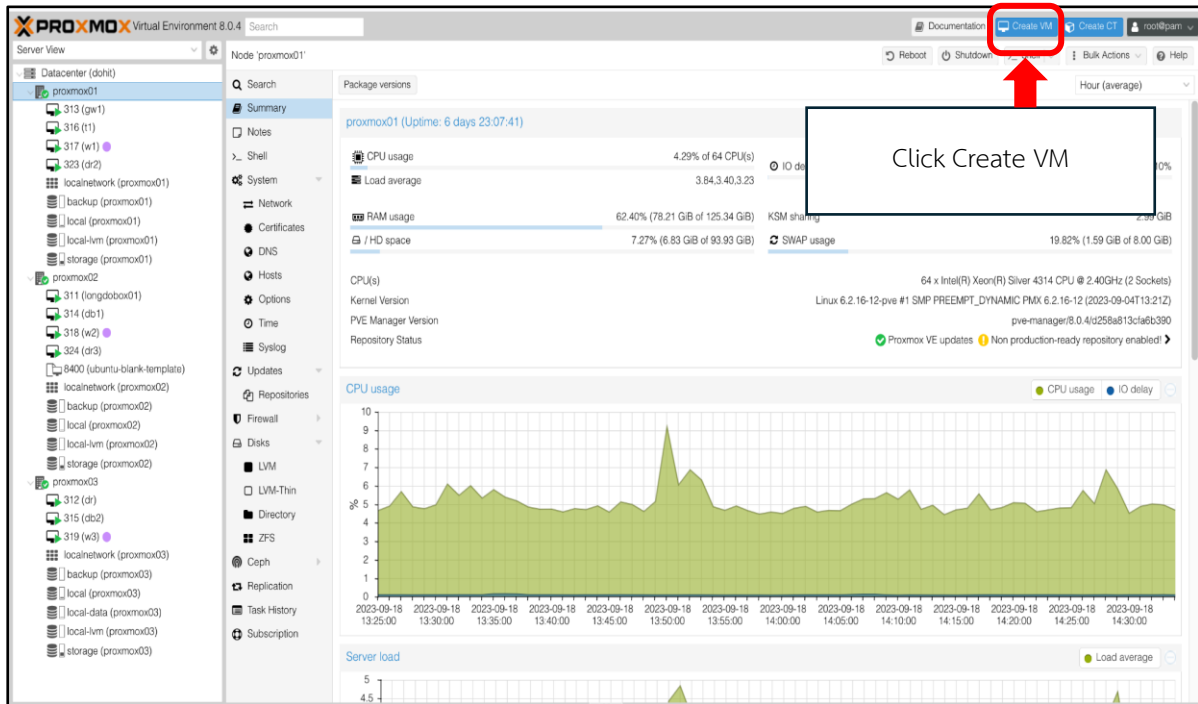 PROXMOX Virtual Environment 8.0.4 Search
Documentation Create VM Create CT root@pam
Server View
Datacenter (dohit)
proxmox01
313 (gw1)
316 (t1)
317 (w1)
323 (dr2)
localnetwork (proxmox01)
backup (proxmox01)
local (proxmox01)
local-lvm (proxmox01)
storage (proxmox01)
proxmox02
311 (longdobox01)
314 (db1)
318 (w2)
324 (dr3)
8400 (ubuntu-blank-template)
localnetwork (proxmox02)
backup (proxmox02)
local (proxmox02)
local-lvm (proxmox02)
storage (proxmox02)
proxmox03
312 (dr)
315 (db2)
319 (w3)
localnetwork (proxmox03)
backup (proxmox03)
local (proxmox03)
local-data (proxmox03)
local-lvm (proxmox03)
storage (proxmox03)
Node 'proxmox01'
Reboot Shutdown Bulk Actions Help
Search
Summary
Notes
Shell
System
Network
Certificates
DNS
Hosts
Options
Time
Syslog
Updates
Repositories
Firewall
Disks
LVM
LVM-Thin
Directory
ZFS
Ceph
Replication
Task History
Subscription
Package versions
Hour (average)
proxmox01 (Uptime: 6 days 23:07:41)
Click Create VM
CPU usage 4.29% of 64 CPU(s)
IO de
Load average 3.84,3.40,3.23
RAM usage 62.40% (78.21 GiB of 125.34 GiB)
KSM sharing 2.99 GiB
/ HD space 7.27% (6.83 GiB of 93.93 GiB)
SWAP usage 19.82% (1.59 GiB of 8.00 GiB)
CPU(s) 64 x Intel(R) Xeon(R) Silver 4314 CPU @ 2.40GHz (2 Sockets)
Kernel Version Linux 6.2.16-12-pve #1 SMP PREEMPT_DYNAMIC PMX 6.2.16-12 (2023-09-04T13:21Z)
PVE Manager Version pve-manager/8.0.4/d258a813cfa6b390
Repository Status Proxmox VE updates Non production-ready repository enabled!
CPU usage
CPU usage IO delay
10
9
8
7
6
% 5
4
3
2
1
0
2023-09-18 2023-09-18 2023-09-18 2023-09-18 2023-09-18 2023-09-18 2023-09-18 2023-09-18 2023-09-18 2023-09-18 2023-09-18 2023-09-18 2023-09-18 2023-09-18
13:25:00 13:30:00 13:35:00 13:40:00 13:45:00 13:50:00 13:55:00 14:00:00 14:05:00 14:10:00 14:15:00 14:20:00 14:25:00 14:30:00
Server load
Load average
5
4.5